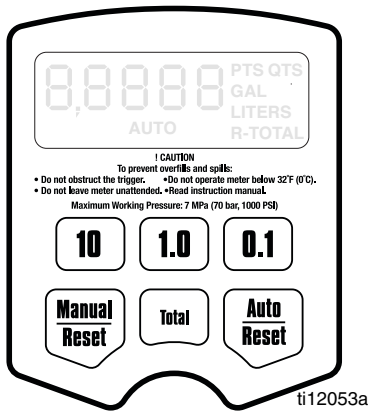 8,8888 PTS QTS
GAL
LITERS
AUTO R-TOTAL
! CAUTION
To prevent overfills and spills:
• Do not obstruct the trigger. •Do not operate meter below 32˚F (0˚C).
• Do not leave meter unattended. •Read instruction manual.
Maximum Working Pressure: 7 MPa (70 bar, 1000 PSI)
10 1.0 0.1
Manual
Reset
Total
Auto
Reset
ti12053a